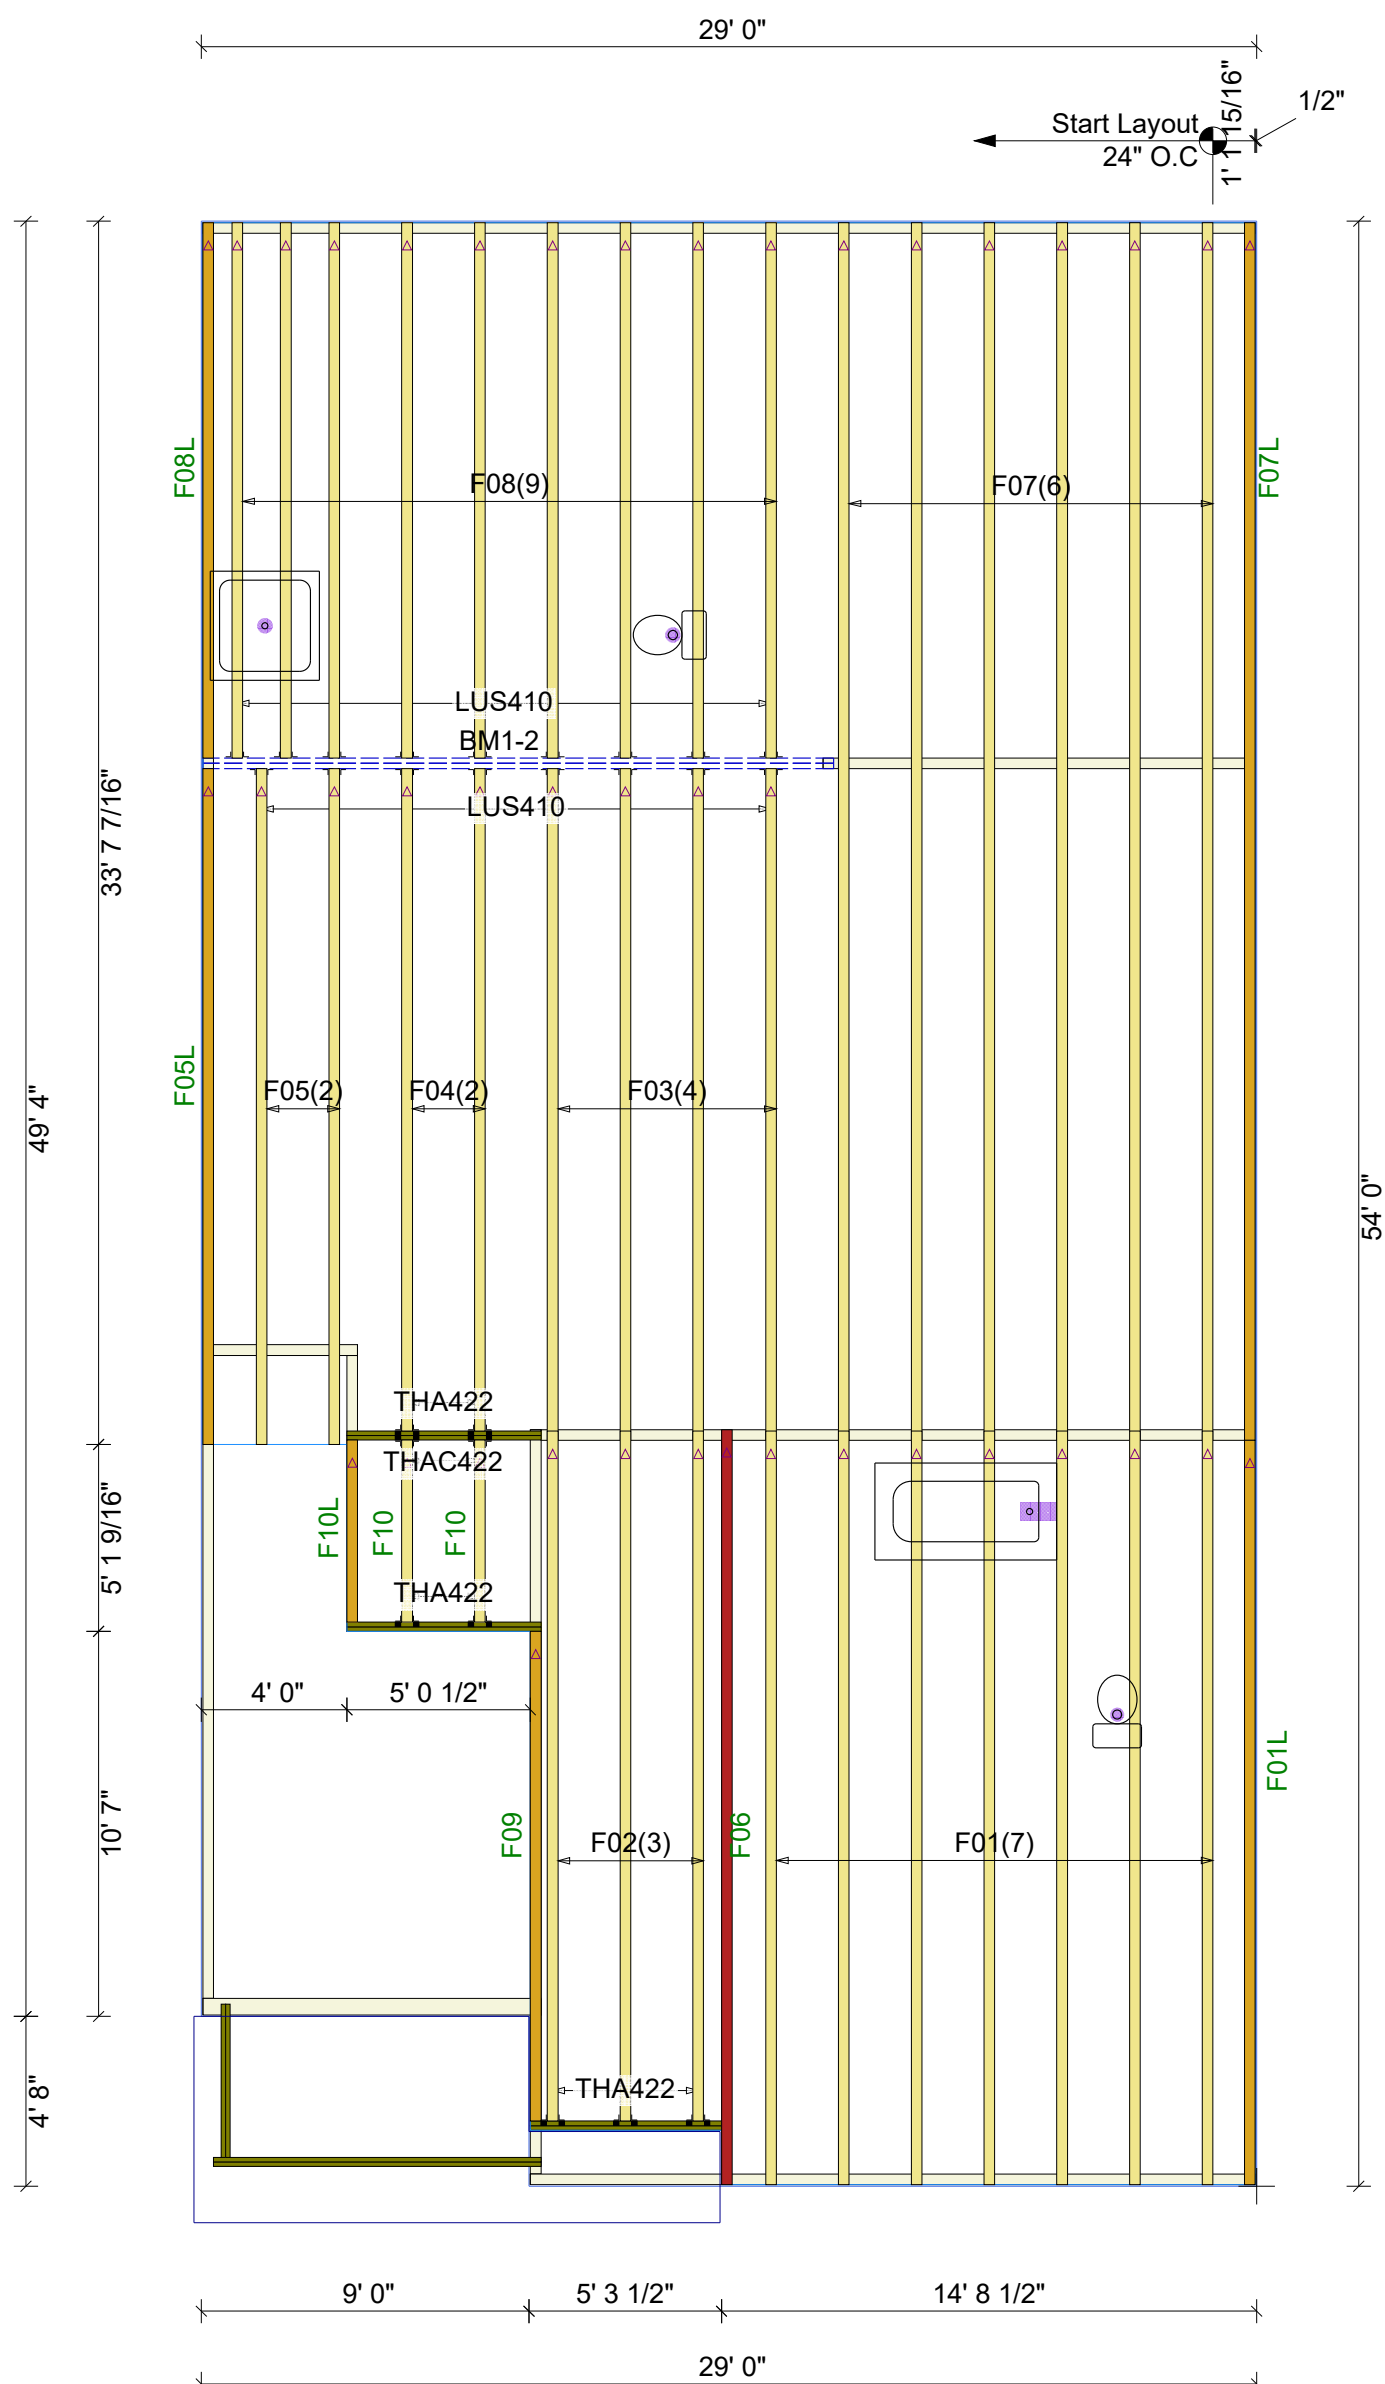 29' 0"
1/2"
1' 1 15/16"
Start Layout
24" O.C
F08L
F07L
F08(9)
F07(6)
LUS410
BM1-2
LUS410
33' 7 7/16"
F05L
F05(2)
F04(2)
F03(4)
49' 4"
54' 0"
THA422
THAC422
F10L
F10
F10
5' 1 9/16"
THA422
4' 0"
5' 0 1/2"
F01L
10' 7"
F09
F02(3)
F06
F01(7)
THA422
4' 8"
9' 0"
5' 3 1/2"
14' 8 1/2"
29' 0"